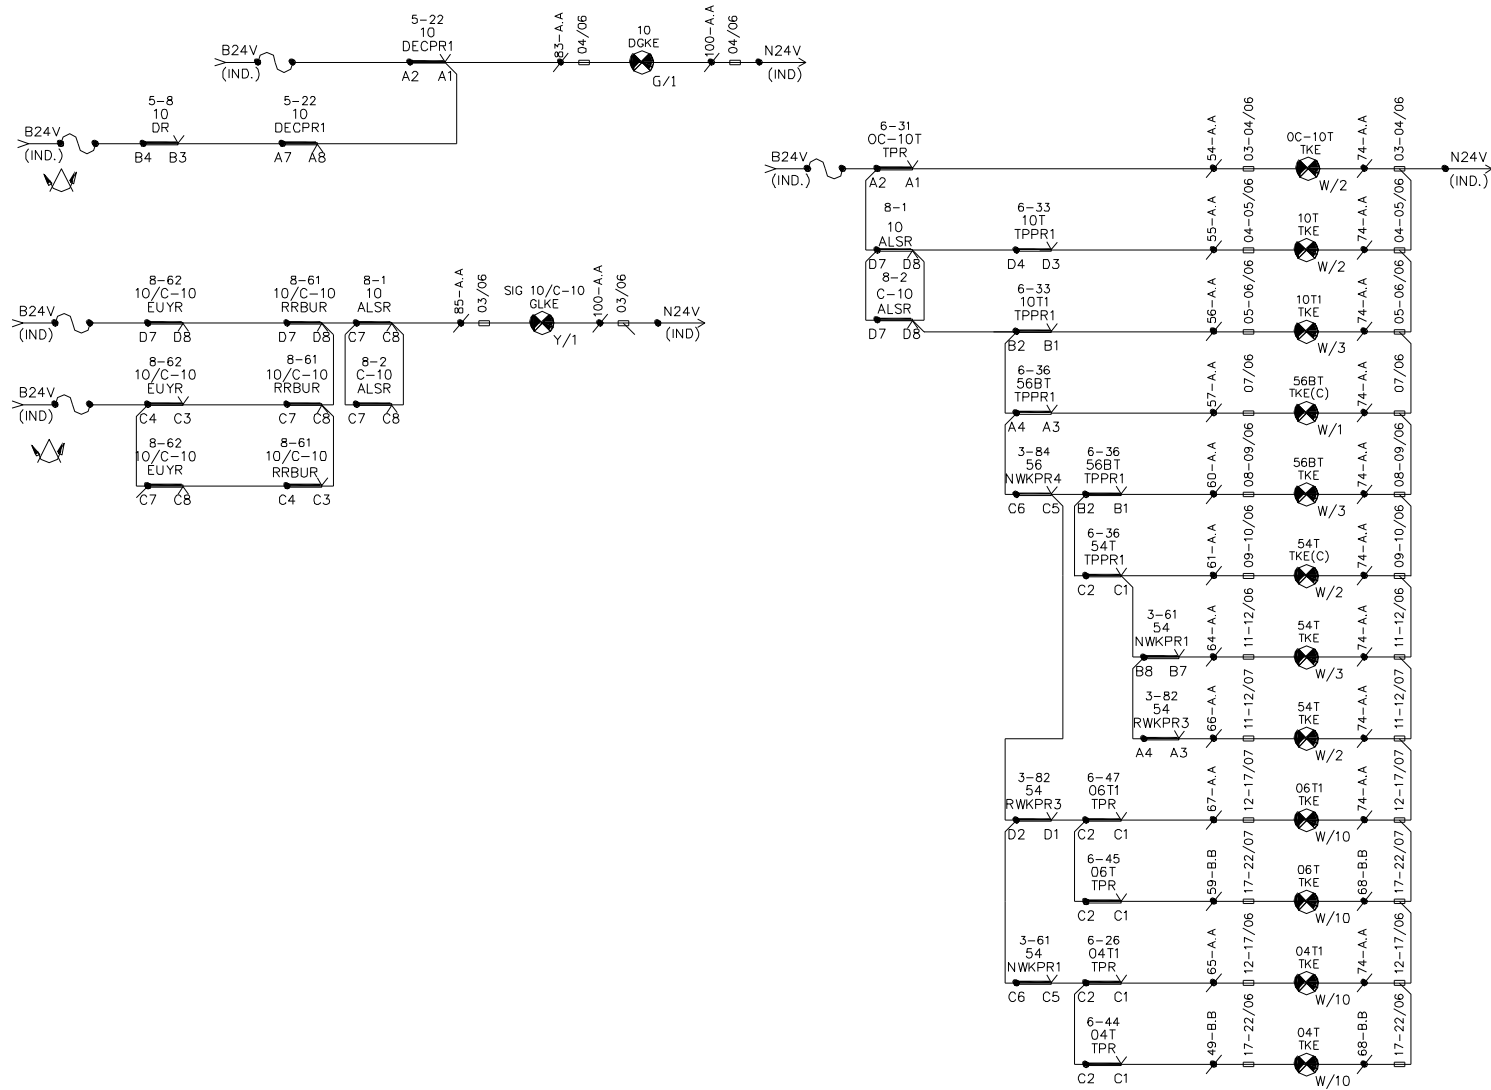 5-22
10
DECPR1
B24V
(IND.)
A2 A1
83-A.A
04/06
10
DGKE
G/1
100-A.A
04/06
N24V
(IND)
5-8
10
DR
5-22
10
DECPR1
B24V
(IND.)
B4 B3
A7 A8
8-62
10/C-10
EUYR
8-61
10/C-10
RRBUR
8-1
10
ALSR
B24V
(IND)
D7 D8
D7 D8
C7 C8
85-A.A
03/06
SIG 10/C-10
GLKE
Y/1
100-A.A
03/06
N24V
(IND)
8-62
10/C-10
EUYR
8-61
10/C-10
RRBUR
8-2
C-10
ALSR
B24V
(IND)
C4 C3
C7 C8
C7 C8
8-62
10/C-10
EUYR
8-61
10/C-10
RRBUR
C7 C8
C4 C3
6-31
OC-10T
TPR
B24V
(IND.)
A2 A1
54-A.A
03-04/06
OC-10T
TKE
W/2
74-A.A
03-04/06
N24V
(IND.)
8-1
10
ALSR
D7 D8
6-33
10T
TPPR1
D4 D3
55-A.A
04-05/06
10T
TKE
W/2
74-A.A
04-05/06
8-2
C-10
ALSR
D7 D8
6-33
10T1
TPPR1
B2 B1
56-A.A
05-06/06
10T1
TKE
W/3
74-A.A
05-06/06
6-36
56BT
TPPR1
A4 A3
57-A.A
07/06
56BT
TKE(C)
W/1
74-A.A
07/06
3-84
56
NWKPR4
C6 C5
6-36
56BT
TPPR1
B2 B1
60-A.A
08-09/06
56BT
TKE
W/3
74-A.A
08-09/06
6-36
54T
TPPR1
C2 C1
61-A.A
09-10/06
54T
TKE(C)
W/2
74-A.A
09-10/06
3-61
54
NWKPR1
B8 B7
64-A.A
11-12/06
54T
TKE
W/3
74-A.A
11-12/06
3-82
54
RWKPR3
A4 A3
66-A.A
11-12/07
54T
TKE
W/2
74-A.A
11-12/07
3-82
54
RWKPR3
D2 D1
6-47
06T1
TPR
C2 C1
67-A.A
12-17/07
06T1
TKE
W/10
74-A.A
12-17/07
6-45
06T
TPR
C2 C1
59-B.B
17-22/07
06T
TKE
W/10
68-B.B
17-22/07
3-61
54
NWKPR1
C6 C5
6-26
04T1
TPR
C2 C1
65-A.A
12-17/06
04T1
TKE
W/10
74-A.A
12-17/06
6-44
04T
TPR
C2 C1
49-B.B
17-22/06
04T
TKE
W/10
68-B.B
17-22/06